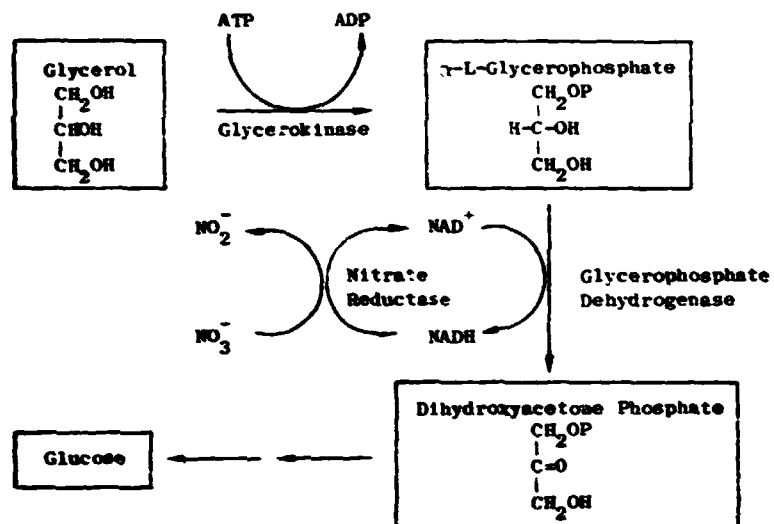 ATP ADP
Glycerol
CH2OH
CHOH
CH2OH
Glycerokinase
α-L-Glycerophosphate
CH2OP
H-C-OH
CH2OH
NO2- NAD+
Nitrate
Reductase
Glycerophosphate
Dehydrogenase
NO3- NADH
Dihydroxyacetone Phosphate
CH2OP
C=O
CH2OH
Glucose